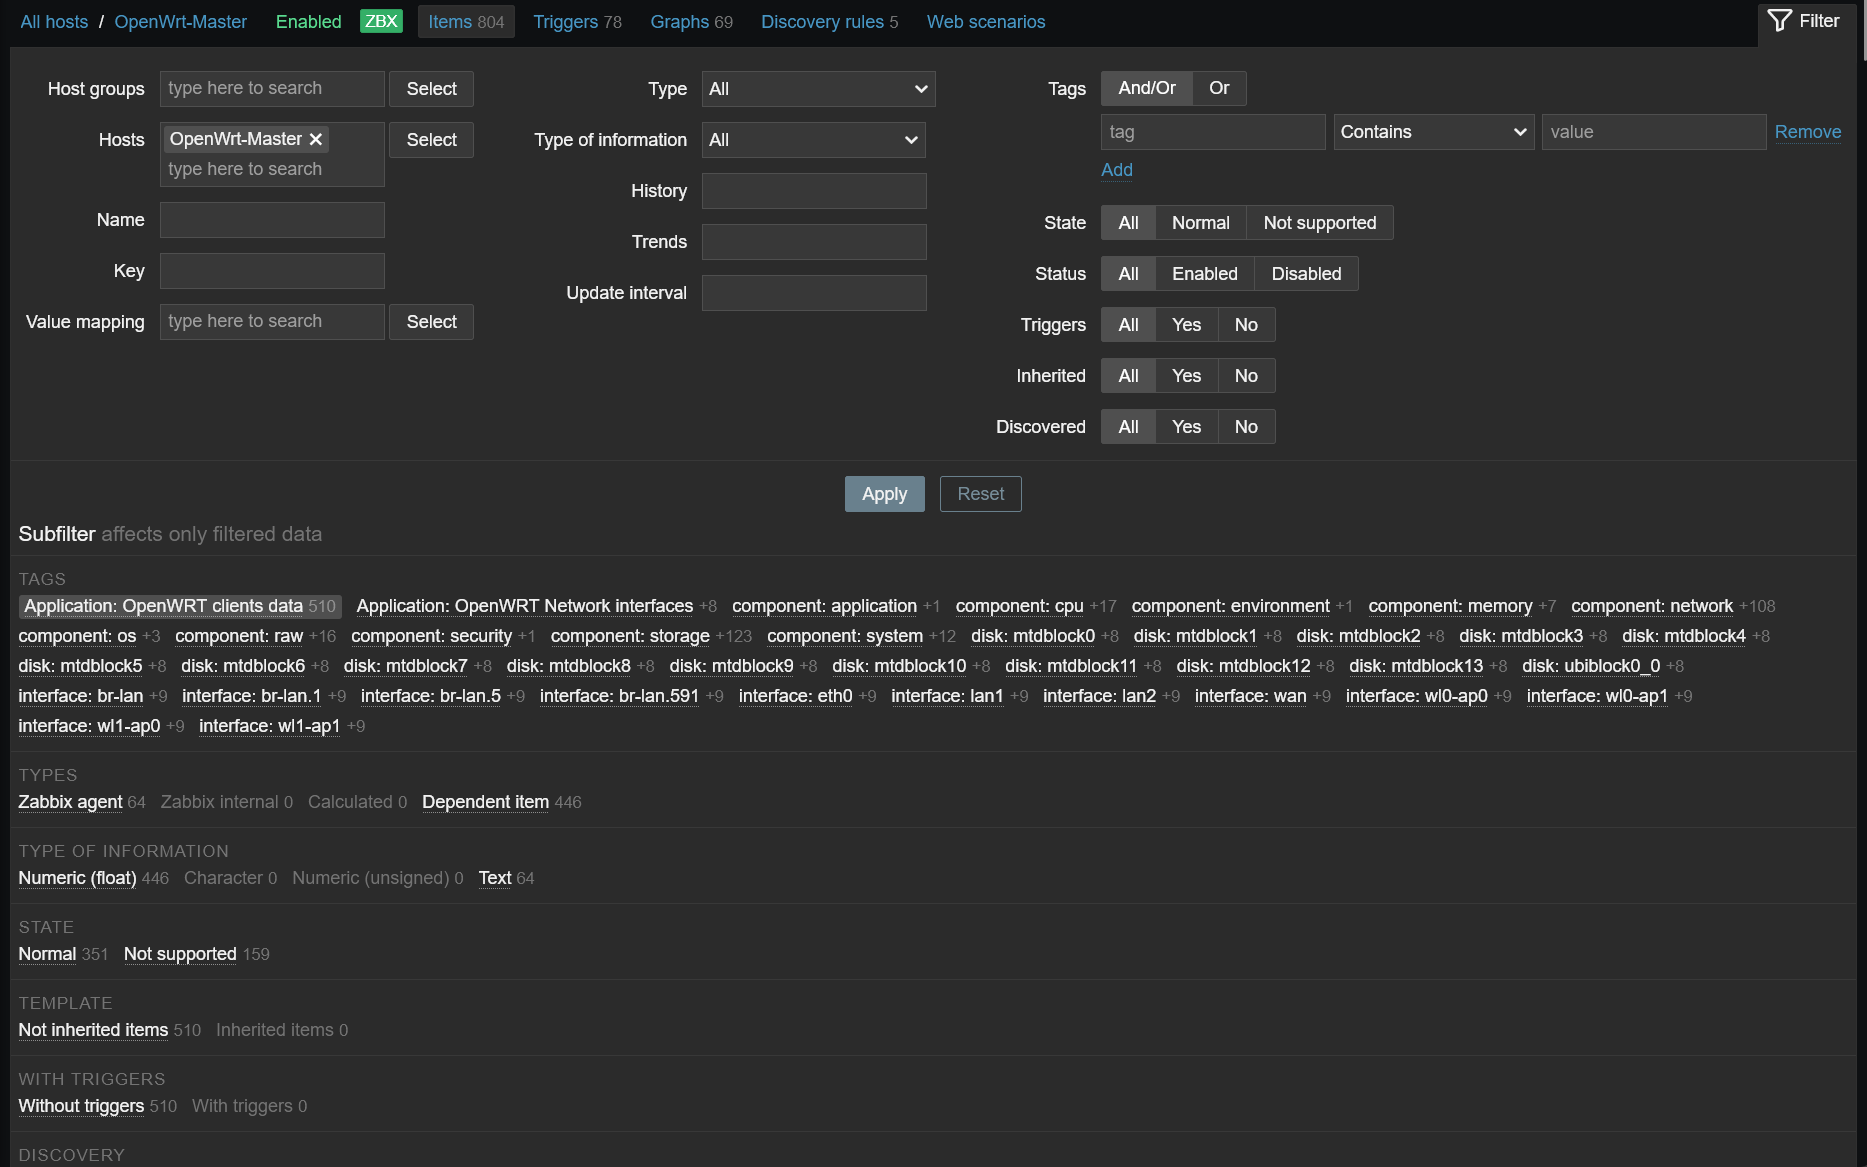 All hosts / OpenWrt-Master Enabled ZBX Items 804 Triggers 78 Graphs 69 Discovery rules 5 Web scenarios Filter
Host groups type here to search Select
Hosts OpenWrt-Master ✕ Select
type here to search
Name
Key
Value mapping type here to search Select
Type All
Type of information All
History
Trends
Update interval
Tags And/Or Or
tag Contains value Remove
Add
State All Normal Not supported
Status All Enabled Disabled
Triggers All Yes No
Inherited All Yes No
Discovered All Yes No
Apply Reset
Subfilter affects only filtered data
TAGS
Application: OpenWRT clients data 510 Application: OpenWRT Network interfaces +8 component: application +1 component: cpu +17 component: environment +1 component: memory +7 component: network +108
component: os +3 component: raw +16 component: security +1 component: storage +123 component: system +12 disk: mtdblock0 +8 disk: mtdblock1 +8 disk: mtdblock2 +8 disk: mtdblock3 +8 disk: mtdblock4 +8
disk: mtdblock5 +8 disk: mtdblock6 +8 disk: mtdblock7 +8 disk: mtdblock8 +8 disk: mtdblock9 +8 disk: mtdblock10 +8 disk: mtdblock11 +8 disk: mtdblock12 +8 disk: mtdblock13 +8 disk: ubiblock0_0 +8
interface: br-lan +9 interface: br-lan.1 +9 interface: br-lan.5 +9 interface: br-lan.591 +9 interface: eth0 +9 interface: lan1 +9 interface: lan2 +9 interface: wan +9 interface: wl0-ap0 +9 interface: wl0-ap1 +9
interface: wl1-ap0 +9 interface: wl1-ap1 +9
TYPES
Zabbix agent 64 Zabbix internal 0 Calculated 0 Dependent item 446
TYPE OF INFORMATION
Numeric (float) 446 Character 0 Numeric (unsigned) 0 Text 64
STATE
Normal 351 Not supported 159
TEMPLATE
Not inherited items 510 Inherited items 0
WITH TRIGGERS
Without triggers 510 With triggers 0
DISCOVERY